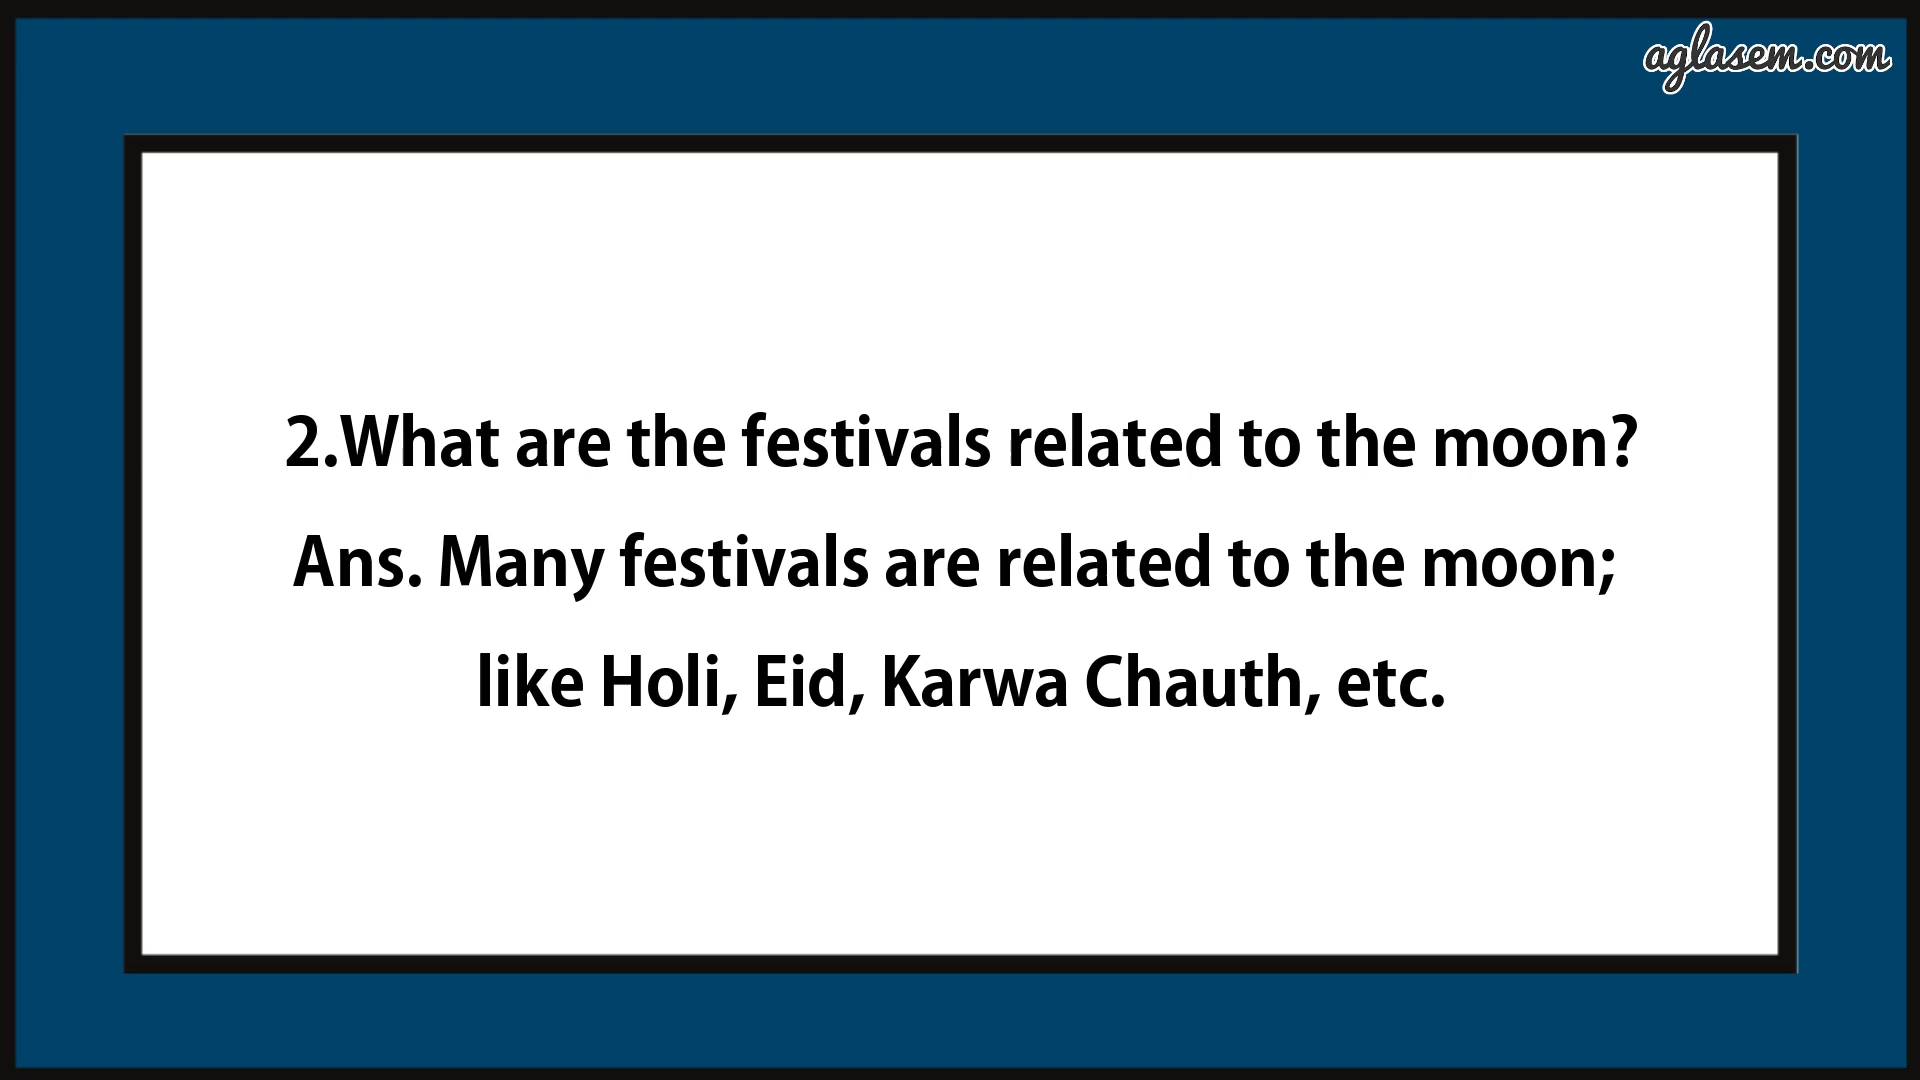 aglasem.com
2.What are the festivals related to the moon?
Ans. Many festivals are related to the moon;
like Holi, Eid, Karwa Chauth, etc.